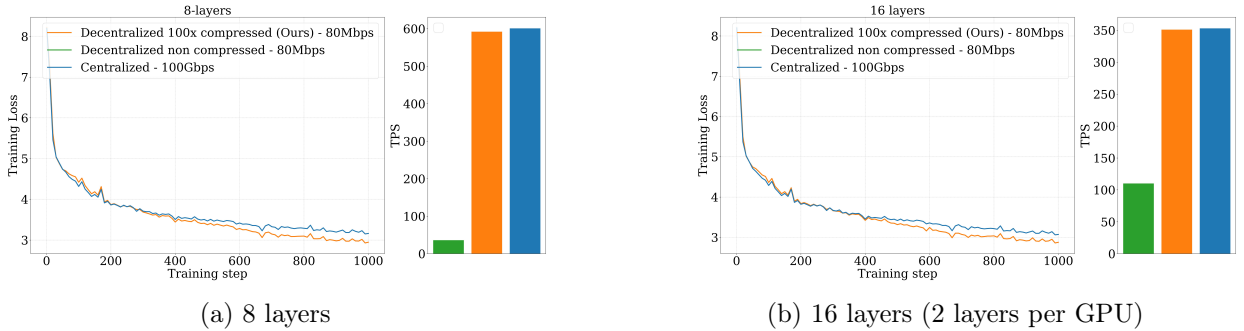 8-layers
Decentralized 100x compressed (Ours) - 80Mbps
Decentralized non compressed - 80Mbps
Centralized - 100Gbps
Training Loss
8
7
6
5
4
3
0
200
400
600
800
1000
Training step
TPS
600
500
400
300
200
100
0
(a) 8 layers
16 layers
Decentralized 100x compressed (Ours) - 80Mbps
Decentralized non compressed - 80Mbps
Centralized - 100Gbps
Training Loss
8
7
6
5
4
3
0
200
400
600
800
1000
Training step
TPS
350
300
250
200
150
100
50
0
(b) 16 layers (2 layers per GPU)